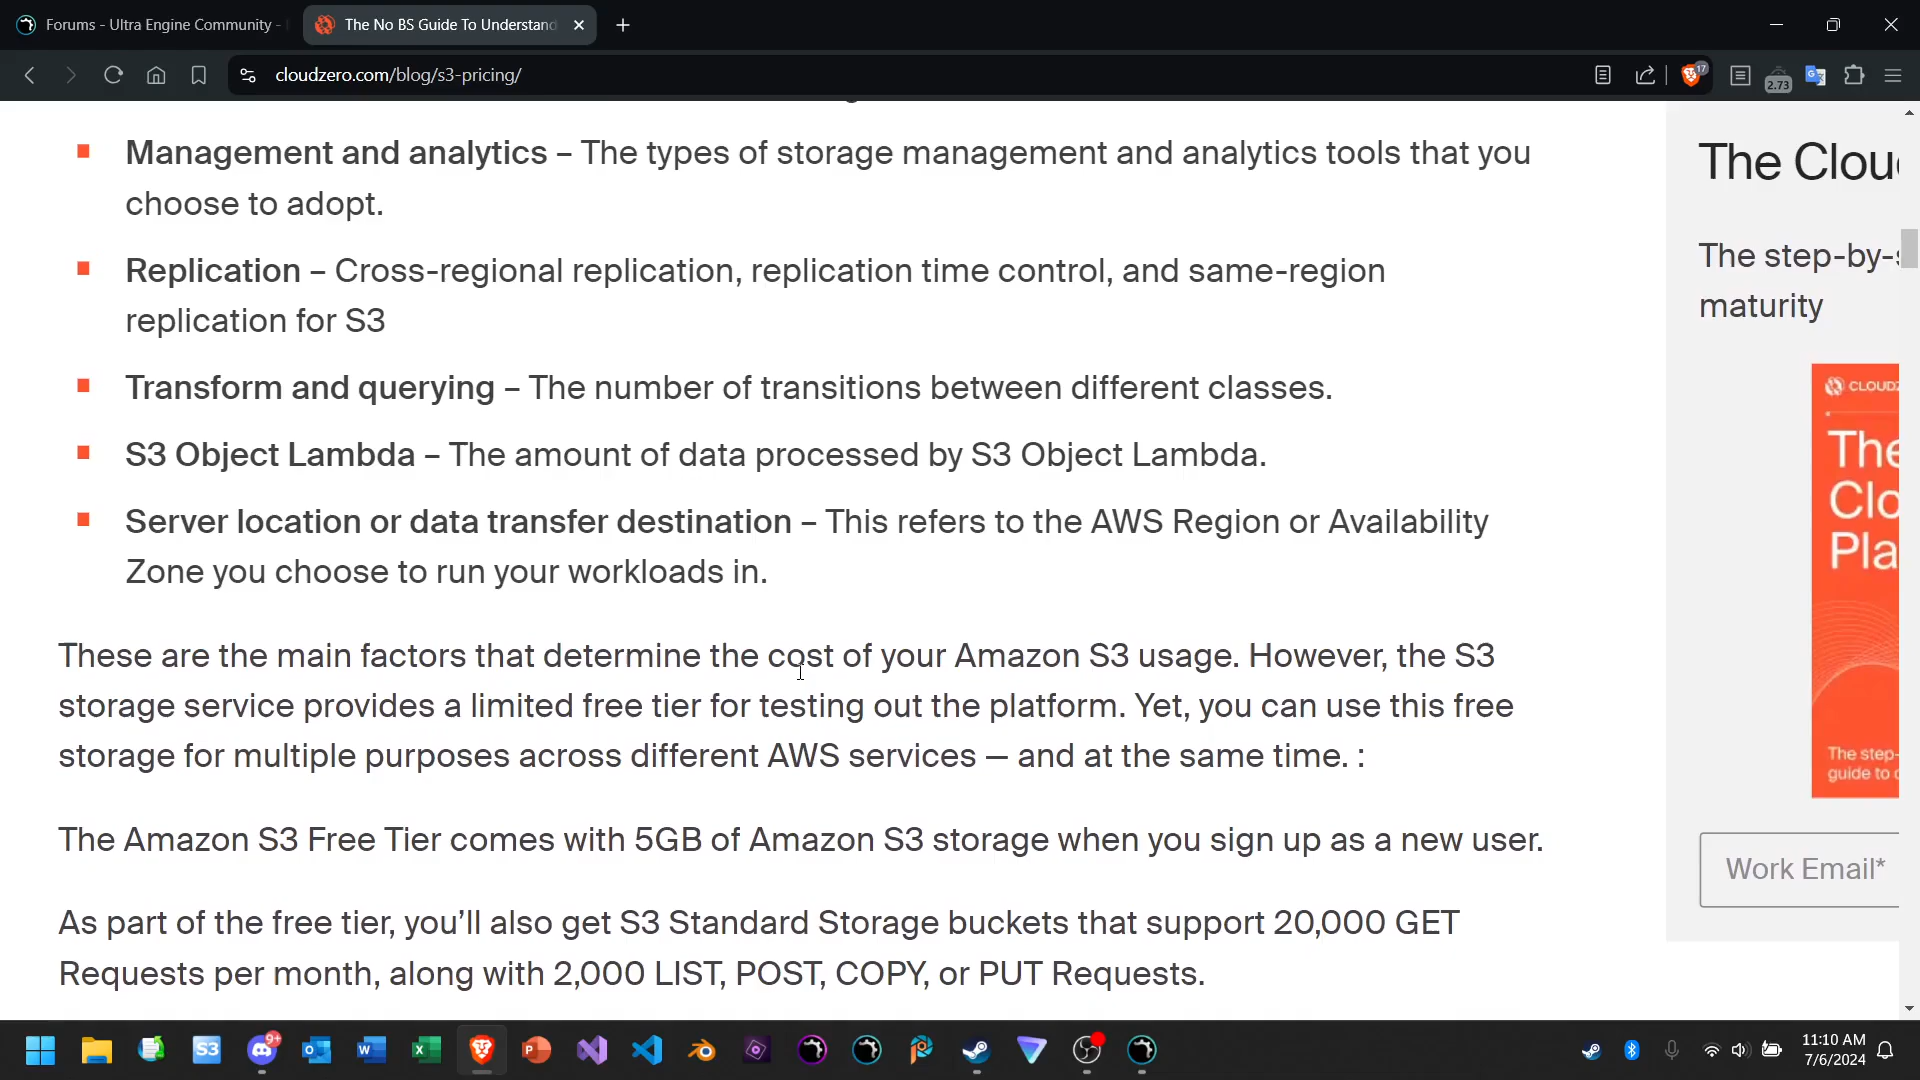 Forums - Ultra Engine Community -
The No BS Guide To Understand
cloudzero.com/blog/s3-pricing/
17
2.73
Management and analytics – The types of storage management and analytics tools that you
choose to adopt.
Replication – Cross-regional replication, replication time control, and same-region
replication for S3
Transform and querying – The number of transitions between different classes.
S3 Object Lambda – The amount of data processed by S3 Object Lambda.
Server location or data transfer destination – This refers to the AWS Region or Availability
Zone you choose to run your workloads in.
These are the main factors that determine the cost of your Amazon S3 usage. However, the S3
storage service provides a limited free tier for testing out the platform. Yet, you can use this free
storage for multiple purposes across different AWS services — and at the same time. :
The Amazon S3 Free Tier comes with 5GB of Amazon S3 storage when you sign up as a new user.
As part of the free tier, you’ll also get S3 Standard Storage buckets that support 20,000 GET
Requests per month, along with 2,000 LIST, POST, COPY, or PUT Requests.
The Clou
The step-by-s
maturity
CLOUDZ
The
Clo
Pla
The step-
guide to c
Work Email*
S3
9+
11:10 AM
7/6/2024